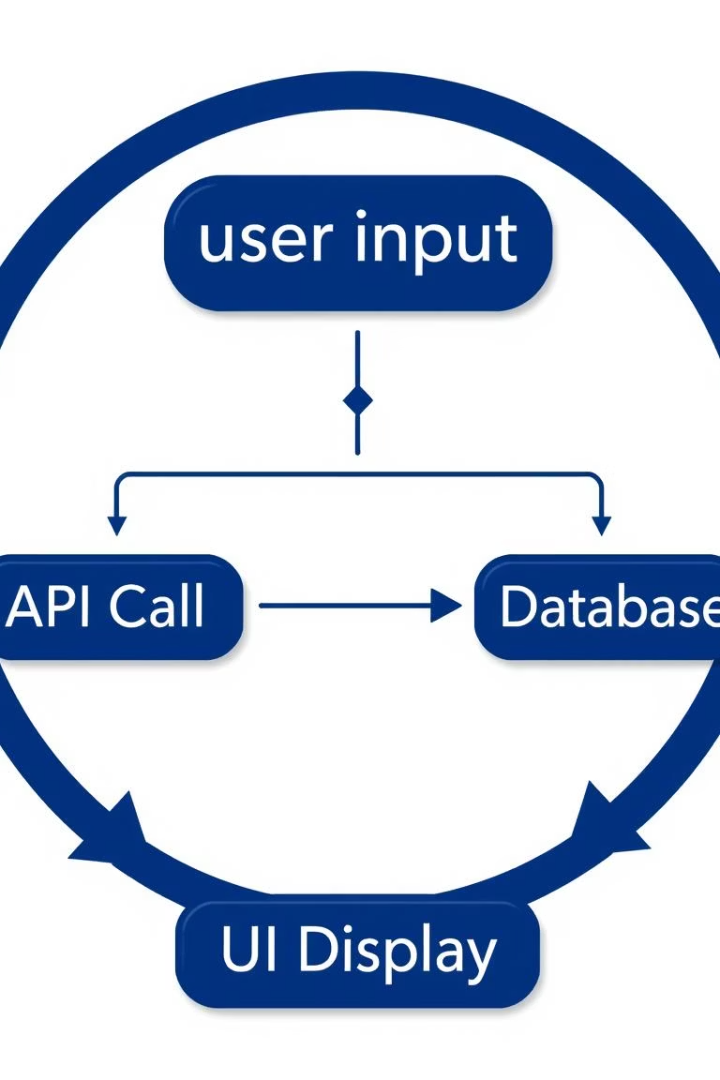 user input
API Call
Database
UI Display